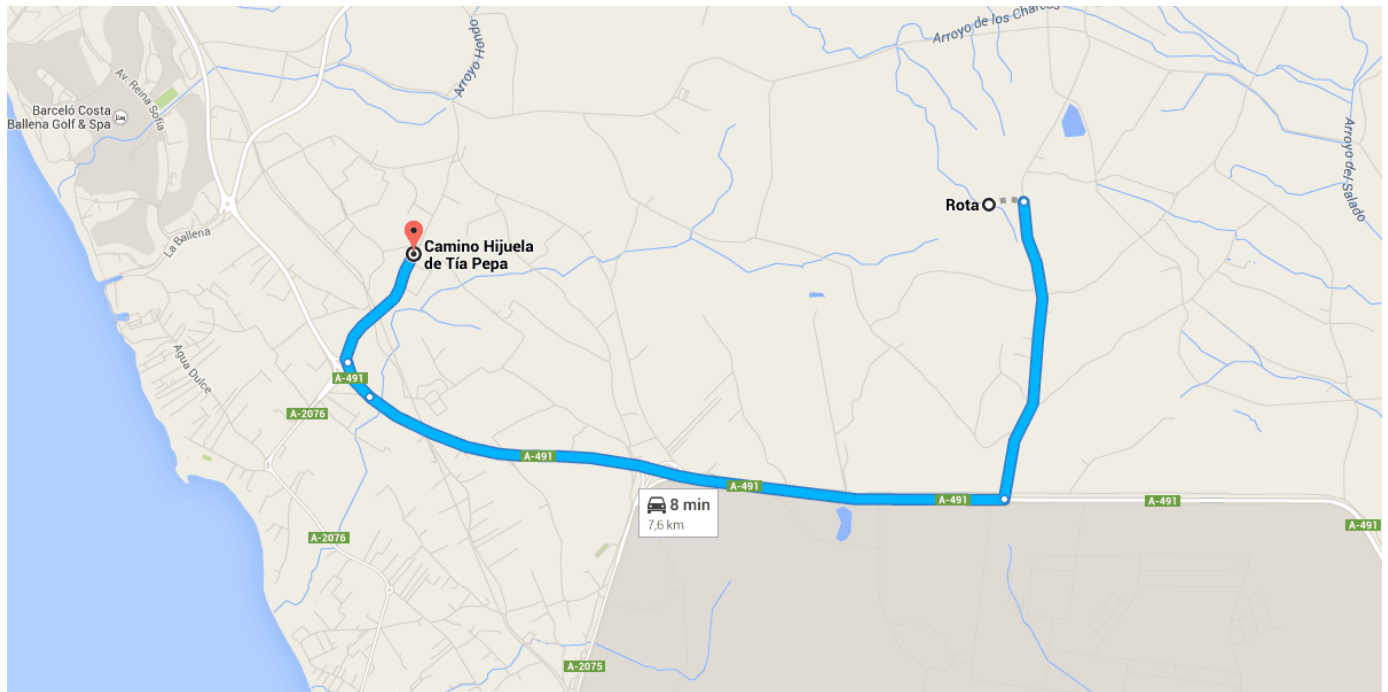 Arroyo de los Charcos
Arroyo Hondo
Av. Reina Sofía
Barceló Costa
Ballena Golf & Spa
Arroyo del Salado
Rota
La Ballena
Camino Hijuela
de Tía Pepa
Agua Dulce
A-491
A-2076
A-491
A-491
A-491
A-491
A-491
8 min
7,6 km
A-2076
A-2075